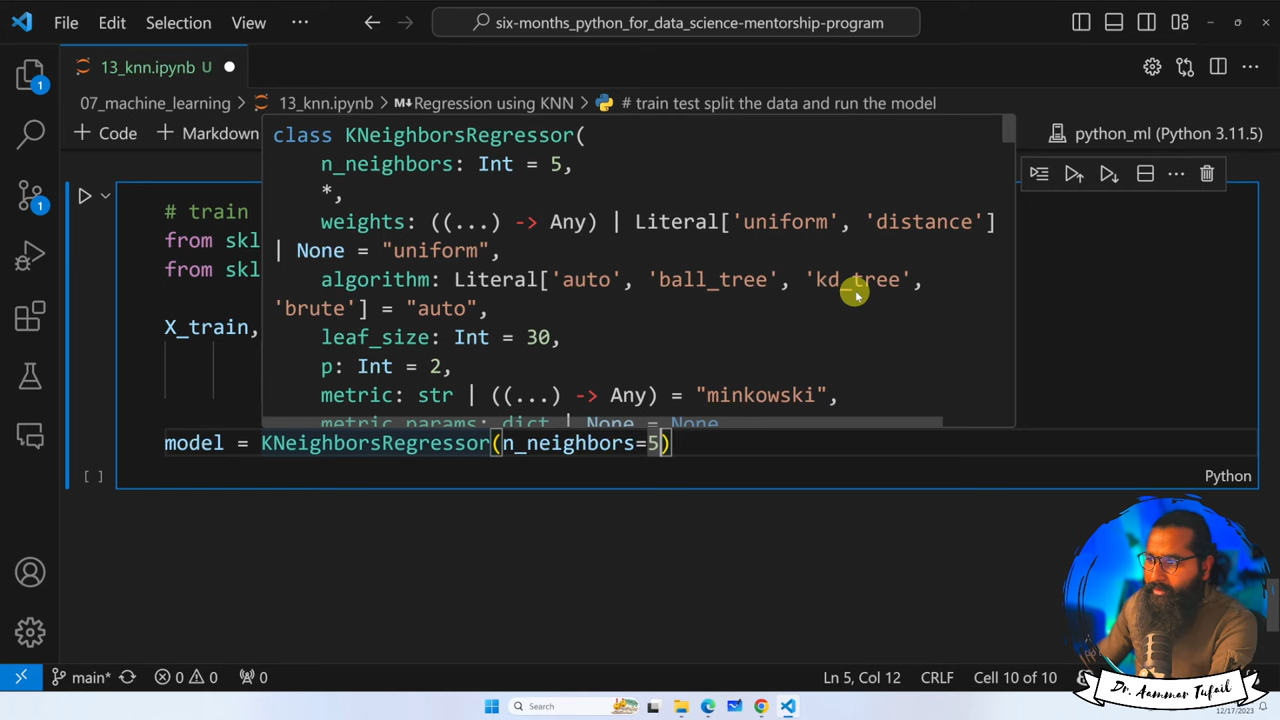 File Edit Selection View ··· six-months_python_for_data_science-mentorship-program
13_knn.ipynb U
1
07_machine_learning > 13_knn.ipynb > M↓Regression using KNN > # train test split the data and run the model
+ Code + Markdown python_ml (Python 3.11.5)
class KNeighborsRegressor(
n_neighbors: Int = 5,
*,
weights: ((...) -> Any) | Literal['uniform', 'distance']
| None = "uniform",
algorithm: Literal['auto', 'ball_tree', 'kd_tree',
'brute'] = "auto",
leaf_size: Int = 30,
p: Int = 2,
metric: str | ((...) -> Any) = "minkowski",
metric_params: dict | None = None
1
# train
from skl
from skl
X_train,
model = KNeighborsRegressor(n_neighbors=5)
[ ] Python
main* 0 0 0 Ln 5, Col 12 CRLF Cell 10 of 10
Dr. Aammar Tufail
Search
12/17/2023